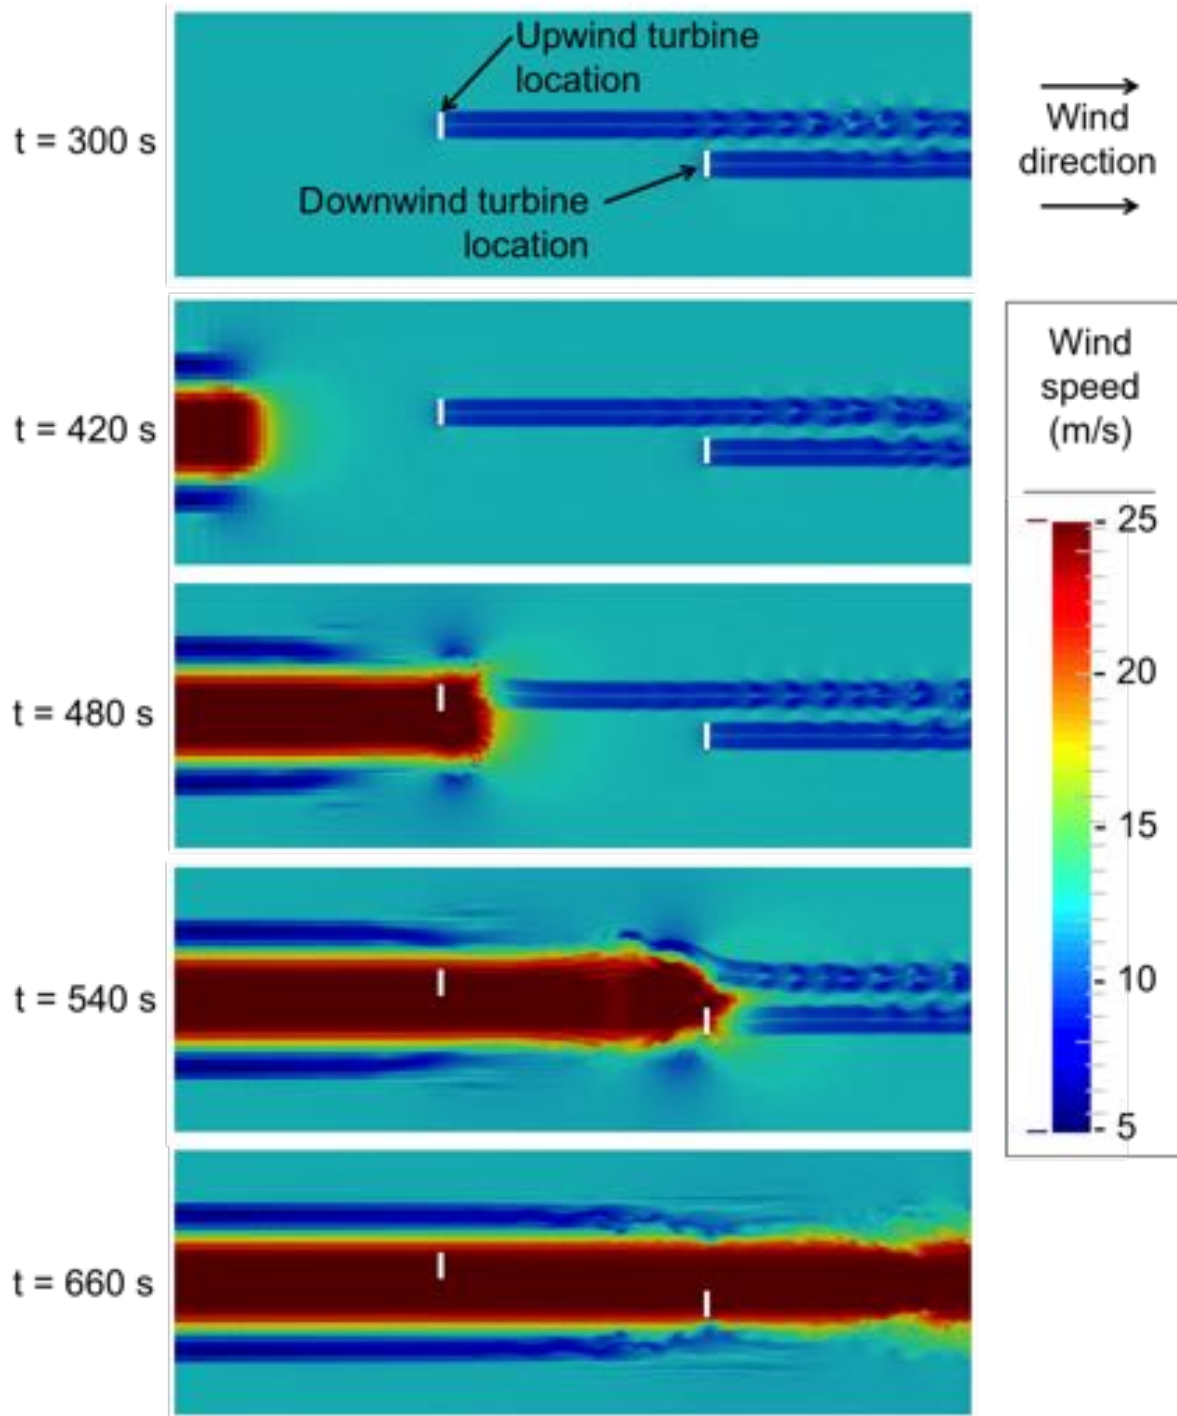 Upwind turbine
location
t = 300 s
Wind
direction
Downwind turbine
location
t = 420 s
Wind
speed
(m/s)
25
t = 480 s
20
15
t = 540 s
10
5
t = 660 s